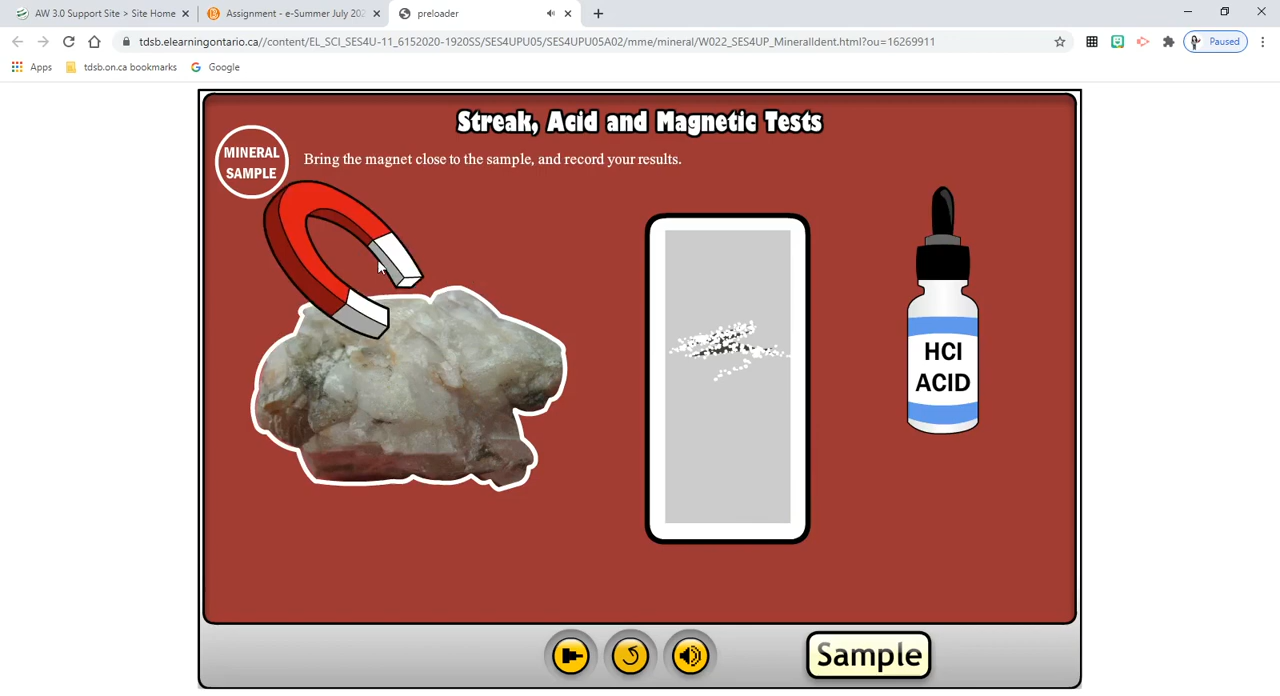 AW 3.0 Support Site > Site Home
Assignment - e-Summer July 202
preloader
tdsb.elearningontario.ca//content/EL_SCI_SES4U-11_6152020-1920SS/SES4UPU05/SES4UPU05A02/mme/mineral/W022_SES4UP_MineralIdent.html?ou=16269911
Paused
Apps
tdsb.on.ca bookmarks
Google
Streak, Acid and Magnetic Tests
MINERAL
SAMPLE
Bring the magnet close to the sample, and record your results.
HCl
ACID
Sample